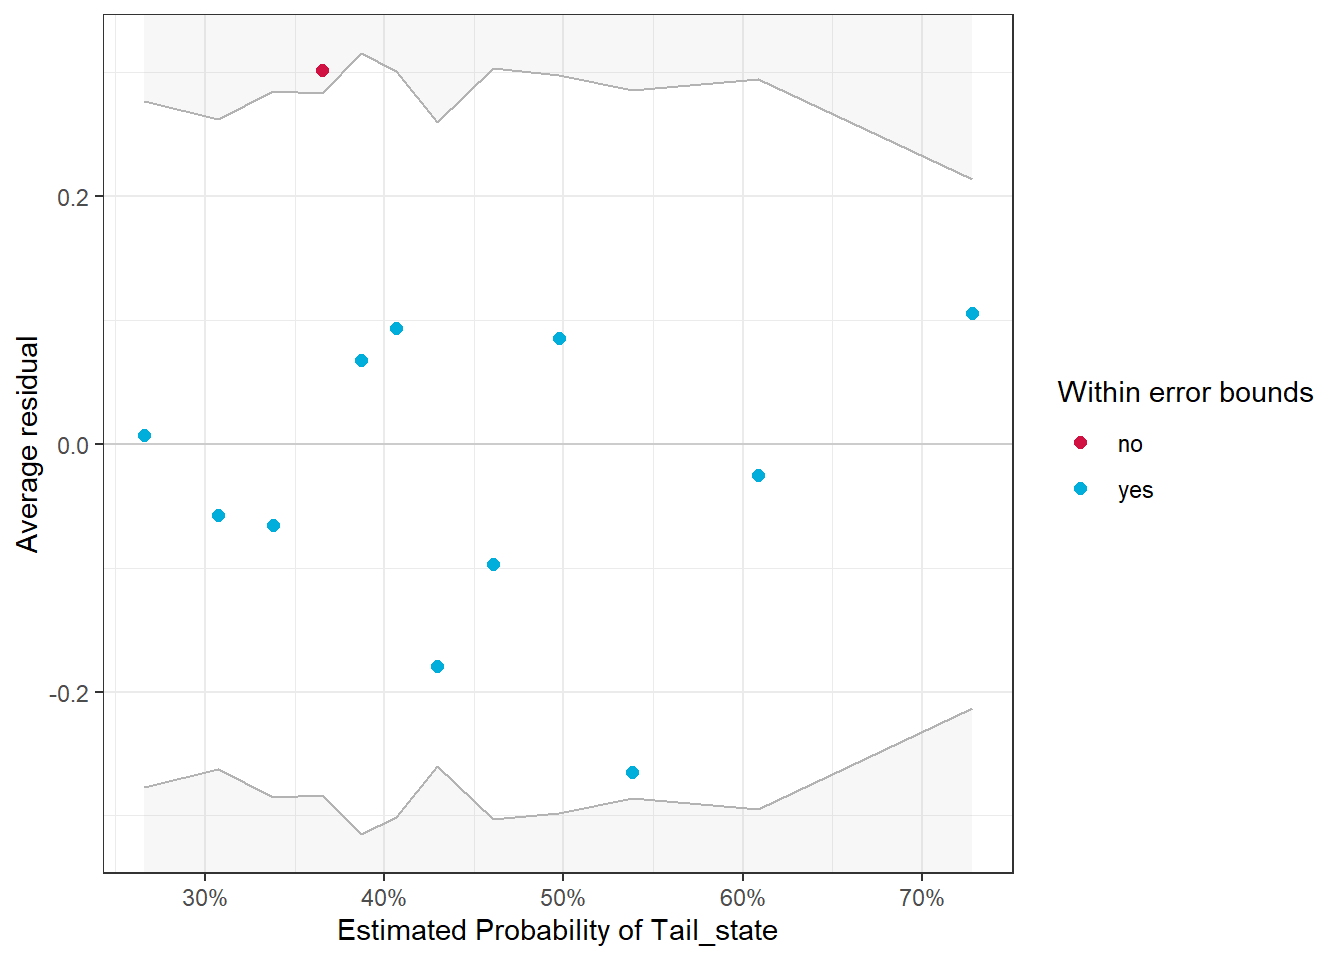 0.2
0.0
-0.2
Average residual
30%
40%
50%
60%
70%
Estimated Probability of Tail_state
Within error bounds
no
yes